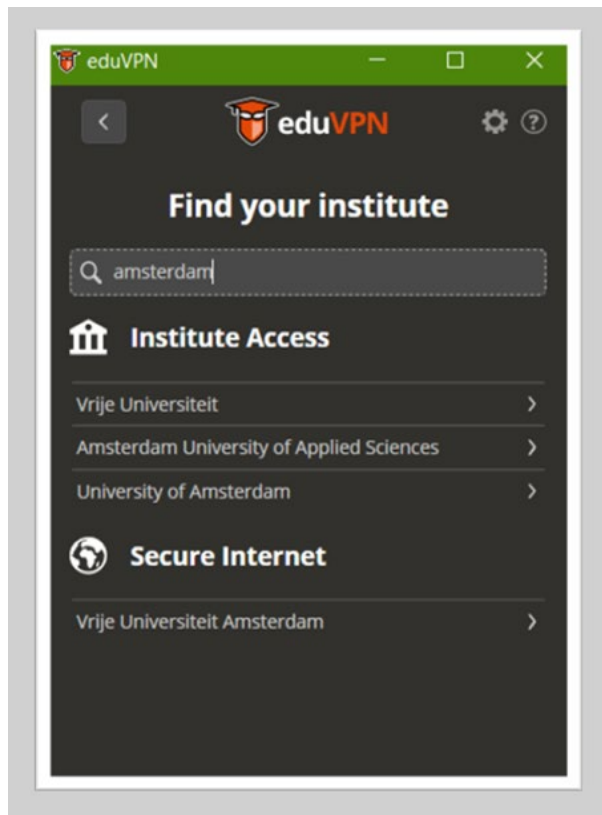 eduVPN
eduVPN
Find your institute
amsterdam
Institute Access
Vrije Universiteit
Amsterdam University of Applied Sciences
University of Amsterdam
Secure Internet
Vrije Universiteit Amsterdam